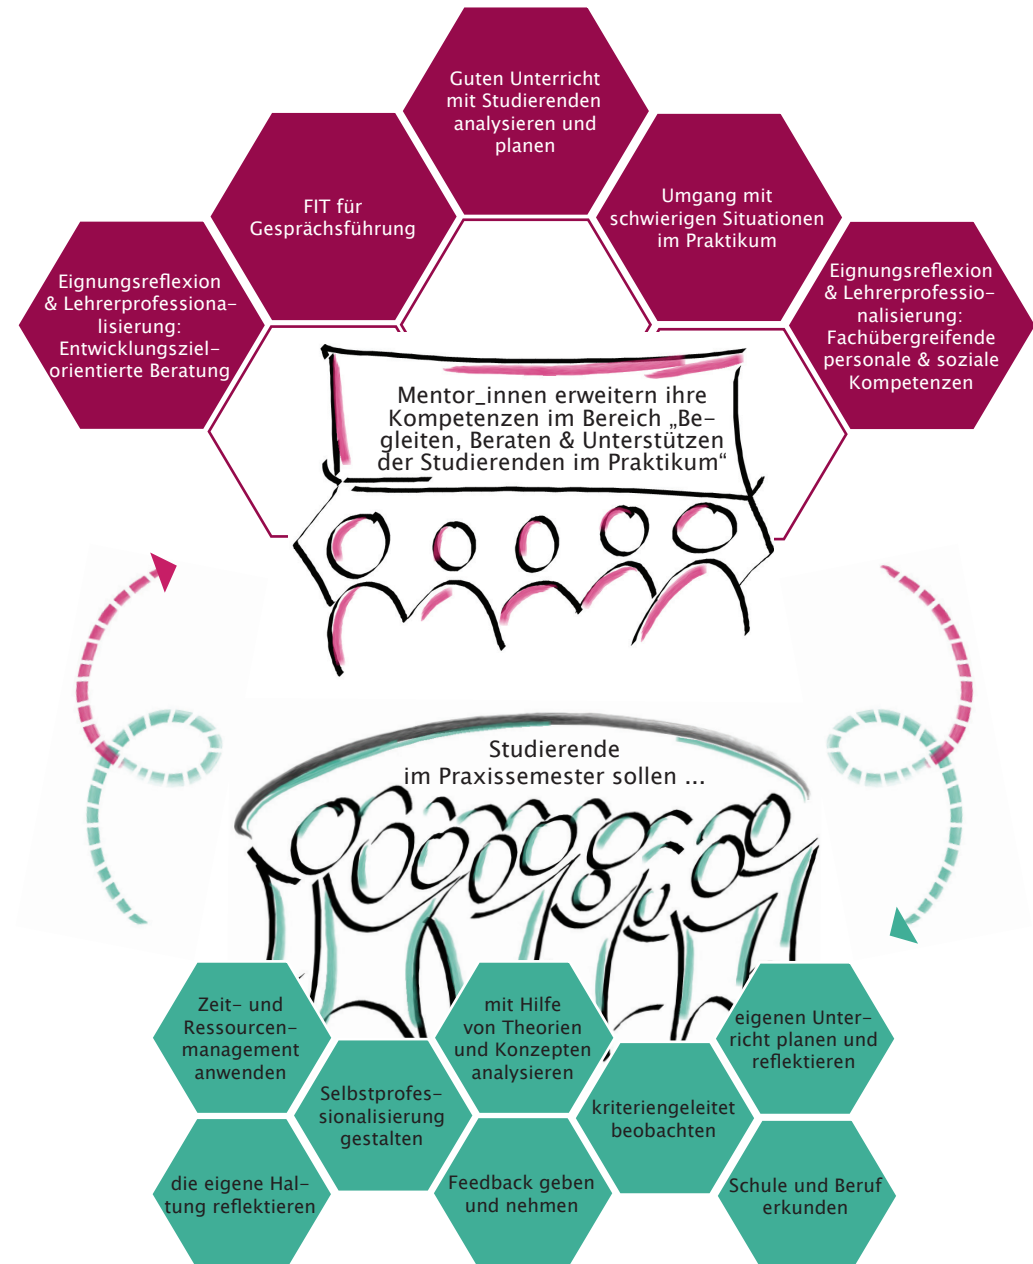 Guten Unterricht
mit Studierenden
analysieren und
planen
FIT für
Gesprächsführung
Umgang mit
schwierigen Situationen
im Praktikum
Eignungsreflexion
& Lehrerprofessiona–
lisierung:
Entwicklungsziel–
orientierte Beratung
Eignungsreflexion
& Lehrerprofessio–
nalisierung:
Fachübergreifende
personale & soziale
Kompetenzen
Mentor_innen erweitern ihre
Kompetenzen im Bereich „Be–
gleiten, Beraten & Unterstützen
der Studierenden im Praktikum“
Studierende
im Praxissemester sollen ...
Zeit– und
Ressourcen–
management
anwenden
mit Hilfe
von Theorien
und Konzepten
analysieren
eigenen Unter–
richt planen und
reflektieren
Selbstprofes–
sionalisierung
gestalten
kriteriengeleitet
beobachten
die eigene Hal–
tung reflektieren
Feedback geben
und nehmen
Schule und Beruf
erkunden